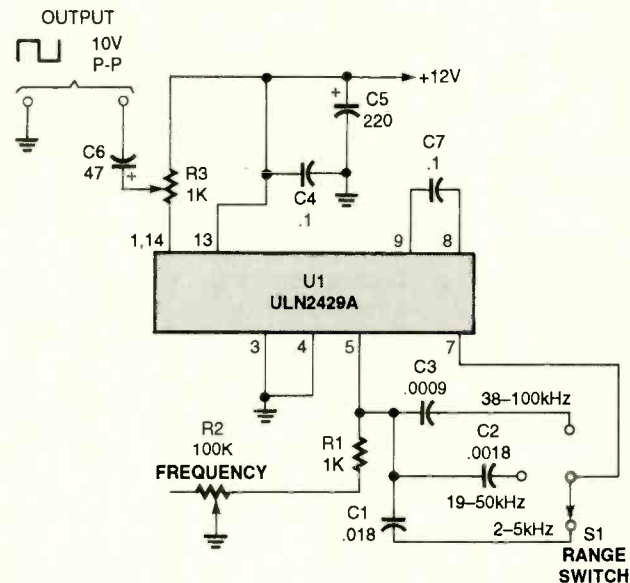 OUTPUT
10V
P-P
+12V
+
C5
220
C6
47
+
R3
1K
C4
.1
C7
.1
1,14
13
9
8
U1
ULN2429A
3
4
5
7
C3
.0009
38–100kHz
R2
100K
FREQUENCY
R1
1K
C2
.0018
19–50kHz
C1
.018
2–5kHz
S1
RANGE
SWITCH